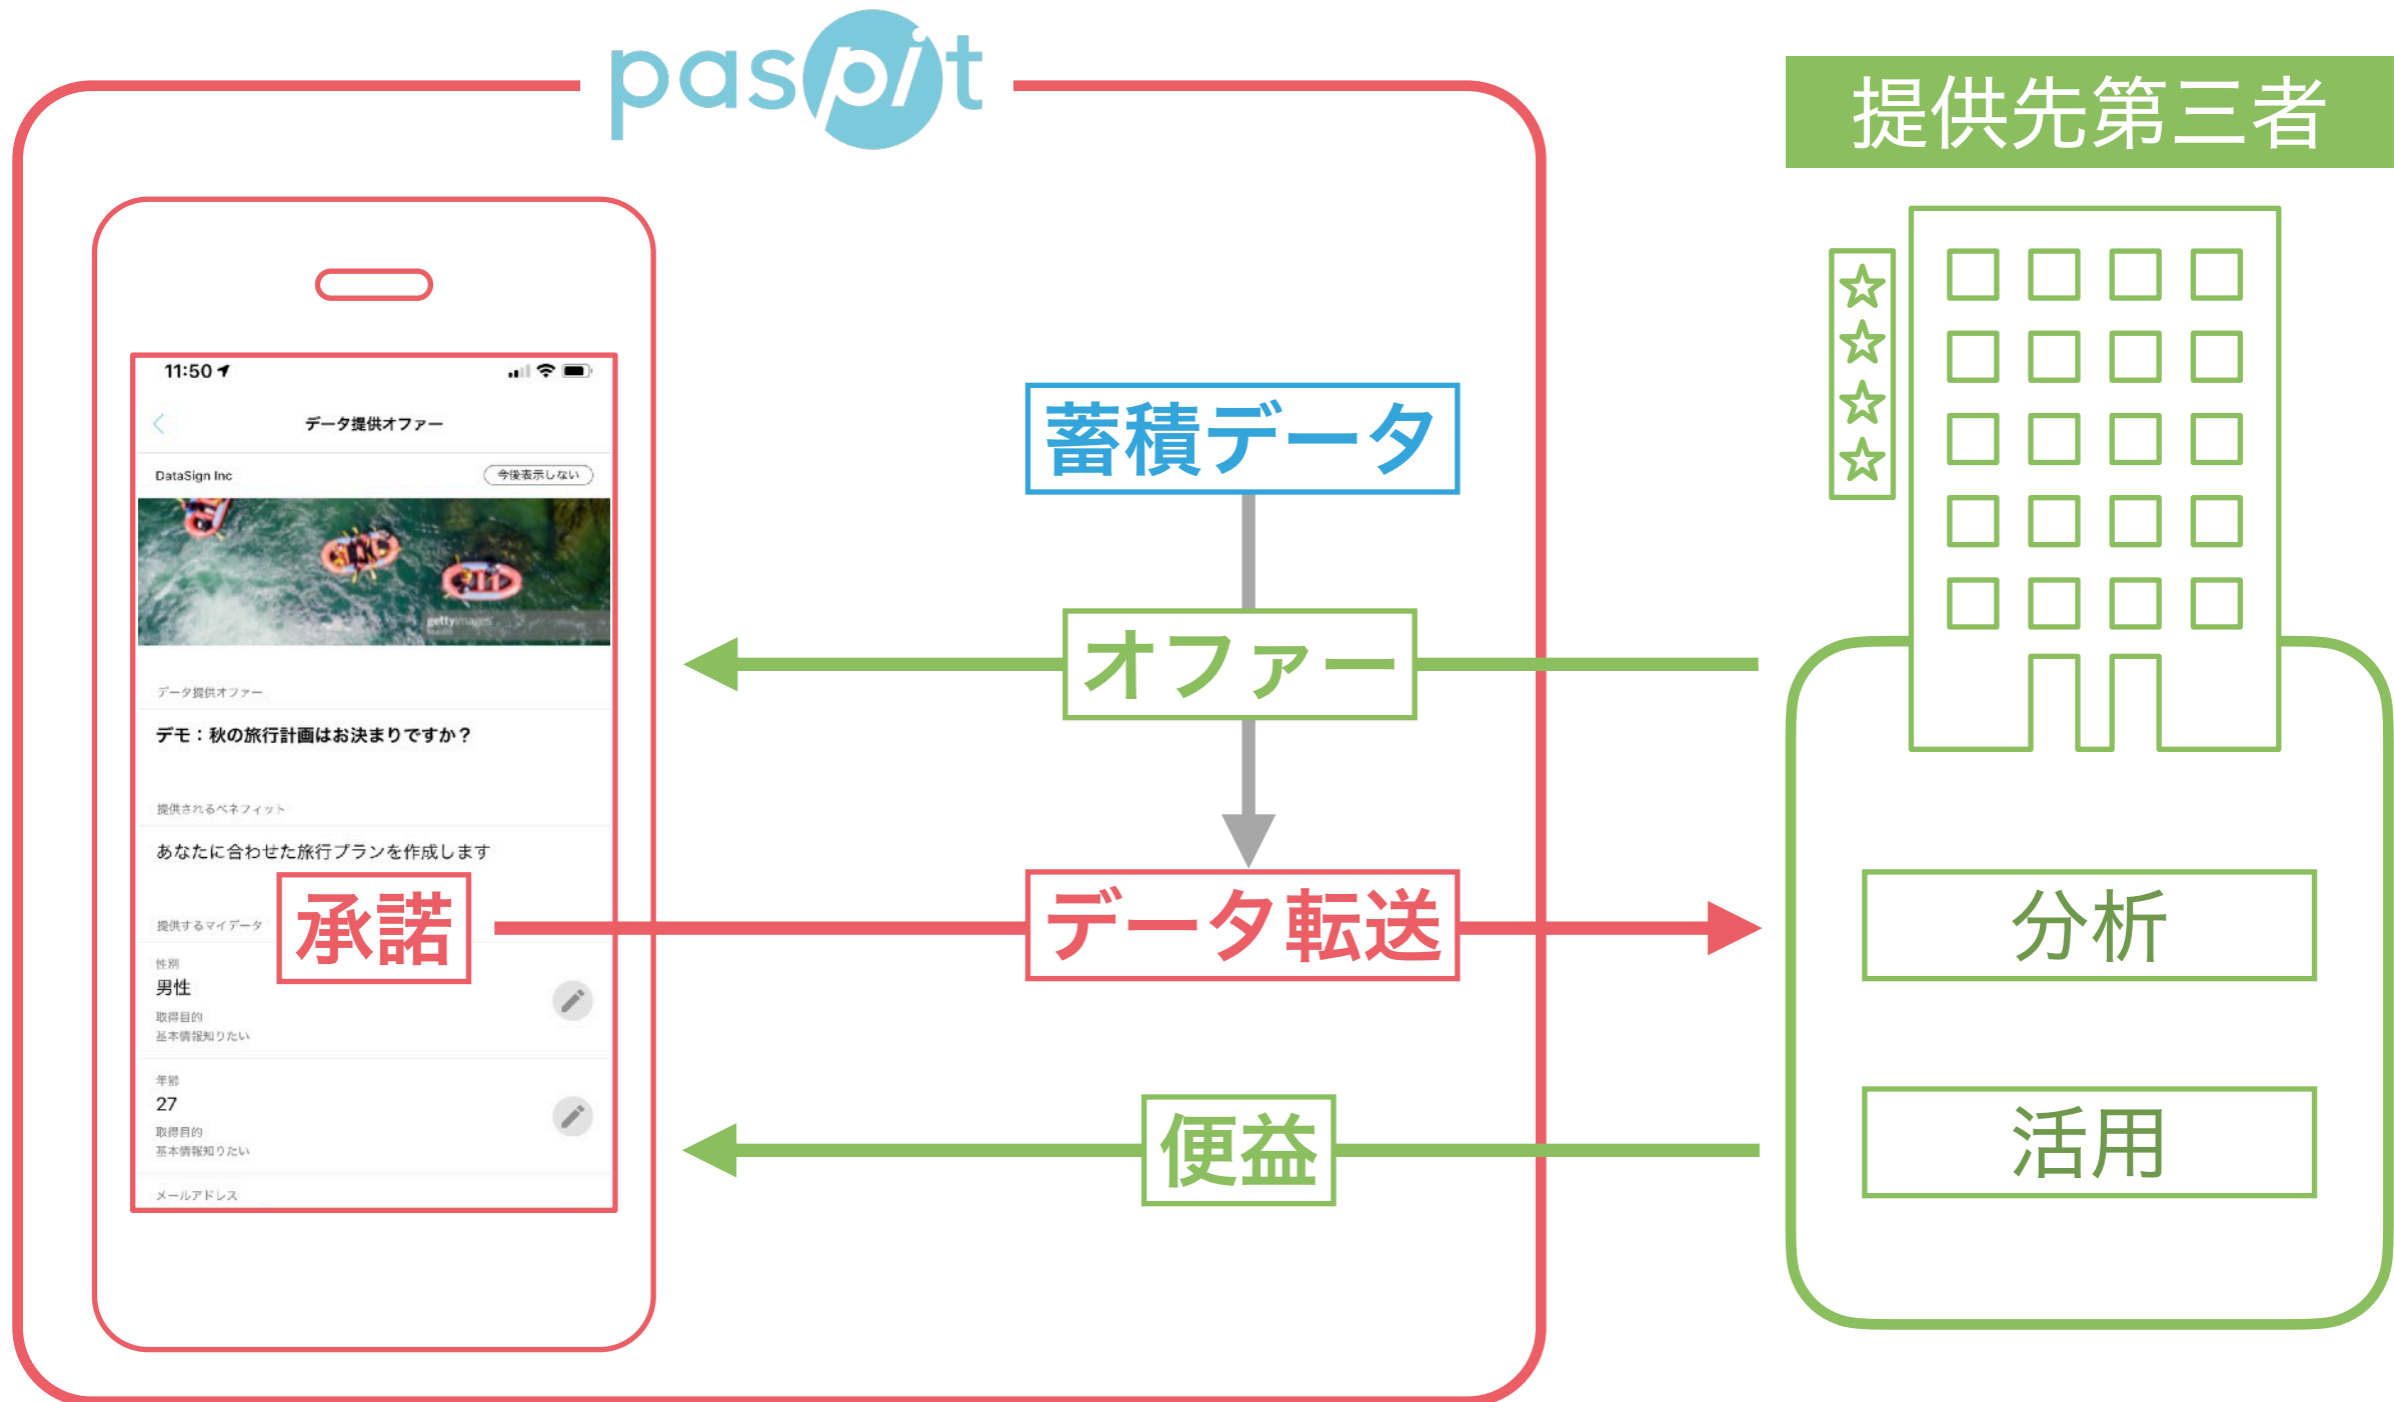 paspit
提供先第三者
11:50
データ提供オファー
DataSign Inc
今後表示しない
gettyimages
データ提供オファー
デモ：秋の旅行計画はお決まりですか？
提供されるベネフィット
あなたに合わせた旅行プランを作成します
提供するマイデータ
承諾
性別
男性
取得目的
基本情報知りたい
年齢
27
取得目的
基本情報知りたい
メールアドレス
蓄積データ
オファー
データ転送
便益
分析
活用